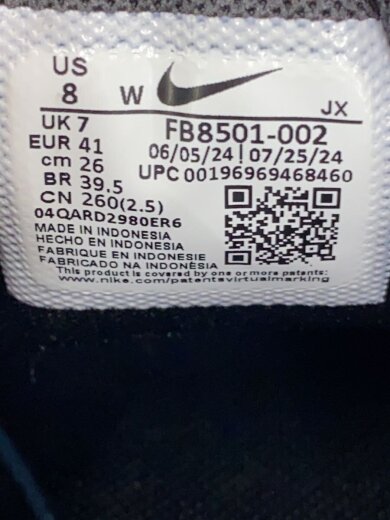 US
8 W
JX
UK 7
EUR 41
cm 26
BR 39.5
CN 260(2.5)
04QARD2980ER6
FB8501-002
06/05/24 | 07/25/24
UPC 00196969468460
MADE IN INDONESIA
HECHO EN INDONESIA
FABRIQUE EN INDONESIE
FABRICADO NA INDONÉSIA
This product is covered by one or more patents:
www.nike.com/patentsvirtualmarking